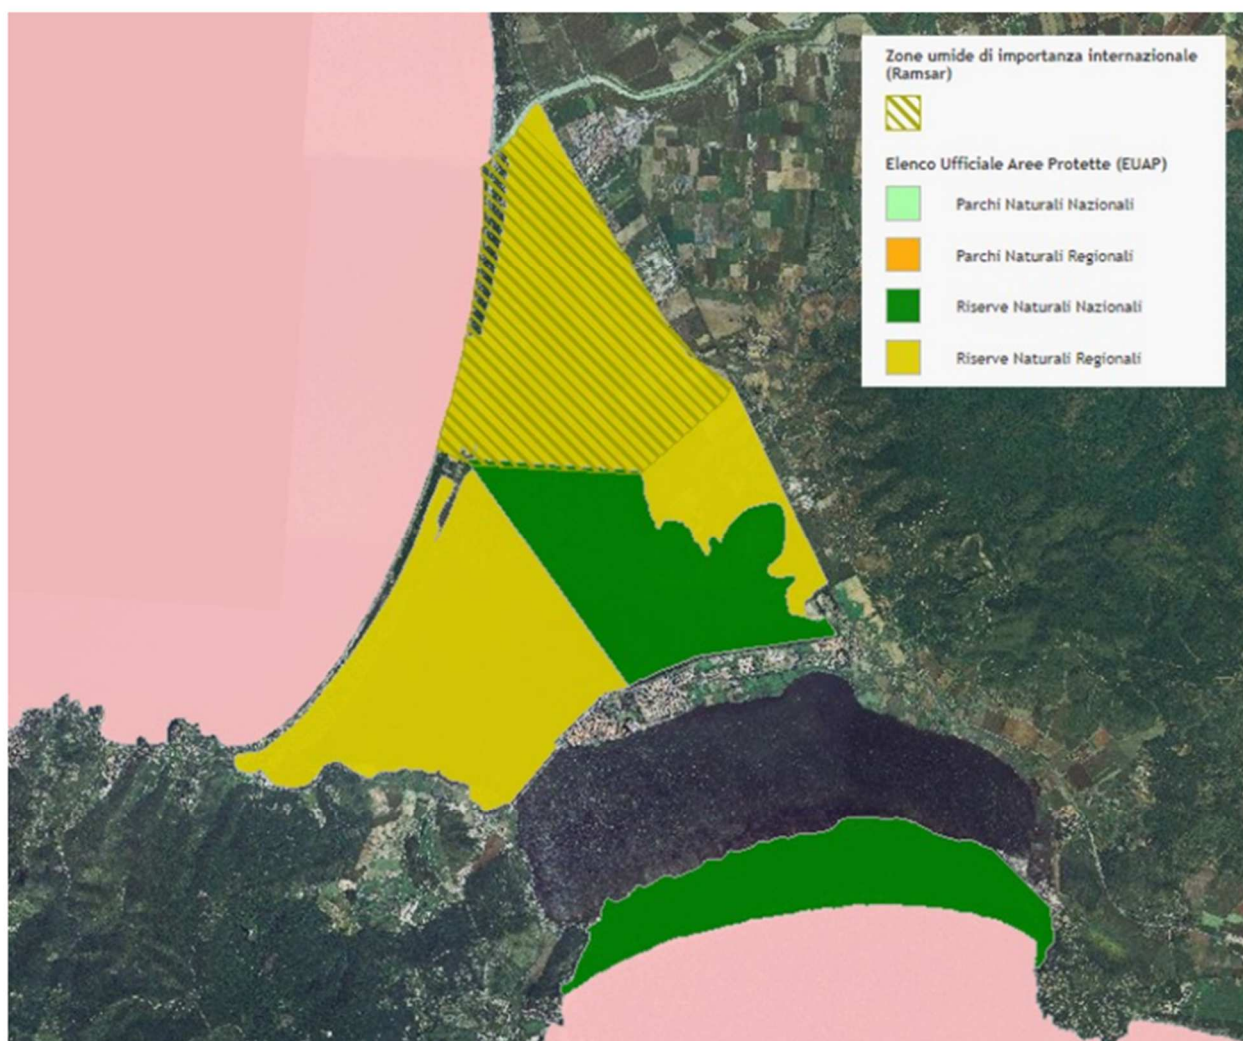 Zone umide di importanza internazionale
(Ramsar)
Elenco Ufficiale Aree Protette (EUAP)
Parchi Naturali Nazionali
Parchi Naturali Regionali
Riserve Naturali Nazionali
Riserve Naturali Regionali